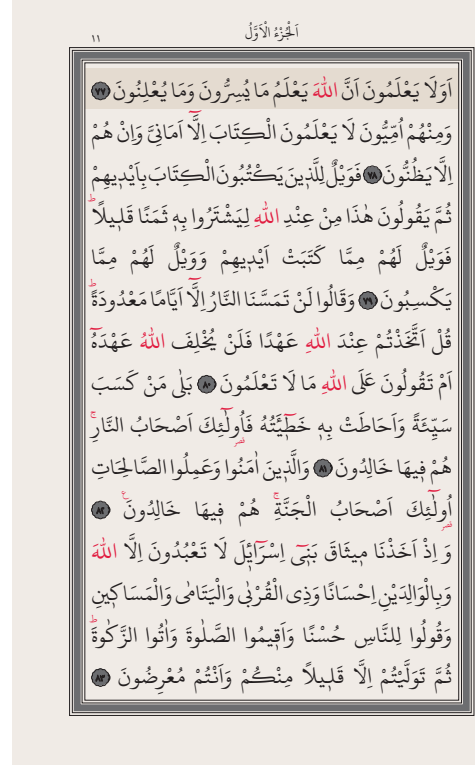 اَلْجُزْءُ الْاَوَّلُ
١١
اَوَلَا يَعْلَمُونَ اَنَّ اللّٰهَ يَعْلَمُ مَا يُسِرُّونَ وَمَا يُعْلِنُونَ ﴿٧٧﴾
وَمِنْهُمْ اُمِّيُّونَ لَا يَعْلَمُونَ الْكِتَابَ اِلَّٓا اَمَانِيَّ وَاِنْ هُمْ
اِلَّا يَظُنُّونَ ﴿٧٨﴾ فَوَيْلٌ لِلَّذِينَ يَكْتُبُونَ الْكِتَابَ بِاَيْدِيهِمْ
ثُمَّ يَقُولُونَ هٰذَا مِنْ عِنْدِ اللّٰهِ لِيَشْتَرُوا بِهٖ ثَمَنًا قَلٖيلًاۜ
فَوَيْلٌ لَهُمْ مِمَّا كَتَبَتْ اَيْدٖيهِمْ وَوَيْلٌ لَهُمْ مِمَّا
يَكْسِبُونَ ﴿٧٩﴾ وَقَالُوا لَنْ تَمَسَّنَا النَّارُ اِلَّٓا اَيَّامًا مَعْدُودَةًۜ
قُلْ اَتَّخَذْتُمْ عِنْدَ اللّٰهِ عَهْدًا فَلَنْ يُخْلِفَ اللّٰهُ عَهْدَهُٓ
اَمْ تَقُولُونَ عَلَى اللّٰهِ مَا لَا تَعْلَمُونَ ﴿٨٠﴾ بَلٰى مَنْ كَسَبَ
سَيِّئَةً وَاَحَاطَتْ بِهٖ خَطٖٓيـَٔتُهُ فَاُو۬لٰٓئِكَ اَصْحَابُ النَّارِۚ
هُمْ فٖيهَا خَالِدُونَ ﴿٨١﴾ وَالَّذٖينَ اٰمَنُوا وَعَمِلُوا الصَّالِحَاتِ
اُو۬لٰٓئِكَ اَصْحَابُ الْجَنَّةِۚ هُمْ فٖيهَا خَالِدُونَ۟ ﴿٨٢﴾
وَاِذْ اَخَذْنَا مٖيثَاقَ بَنٖٓي اِسْرَٓائٖلَ لَا تَعْبُدُونَ اِلَّا اللّٰهَ
وَبِالْوَالِدَيْنِ اِحْسَانًا وَذِي الْقُرْبٰى وَالْيَتَامٰى وَالْمَسَاكٖينِ
وَقُولُوا لِلنَّاسِ حُسْنًا وَاَقٖيمُوا الصَّلٰوةَ وَاٰتُوا الزَّكٰوةَۜ
ثُمَّ تَوَلَّيْتُمْ اِلَّا قَلٖيلًا مِنْكُمْ وَاَنْتُمْ مُعْرِضُونَ ﴿٨٣﴾